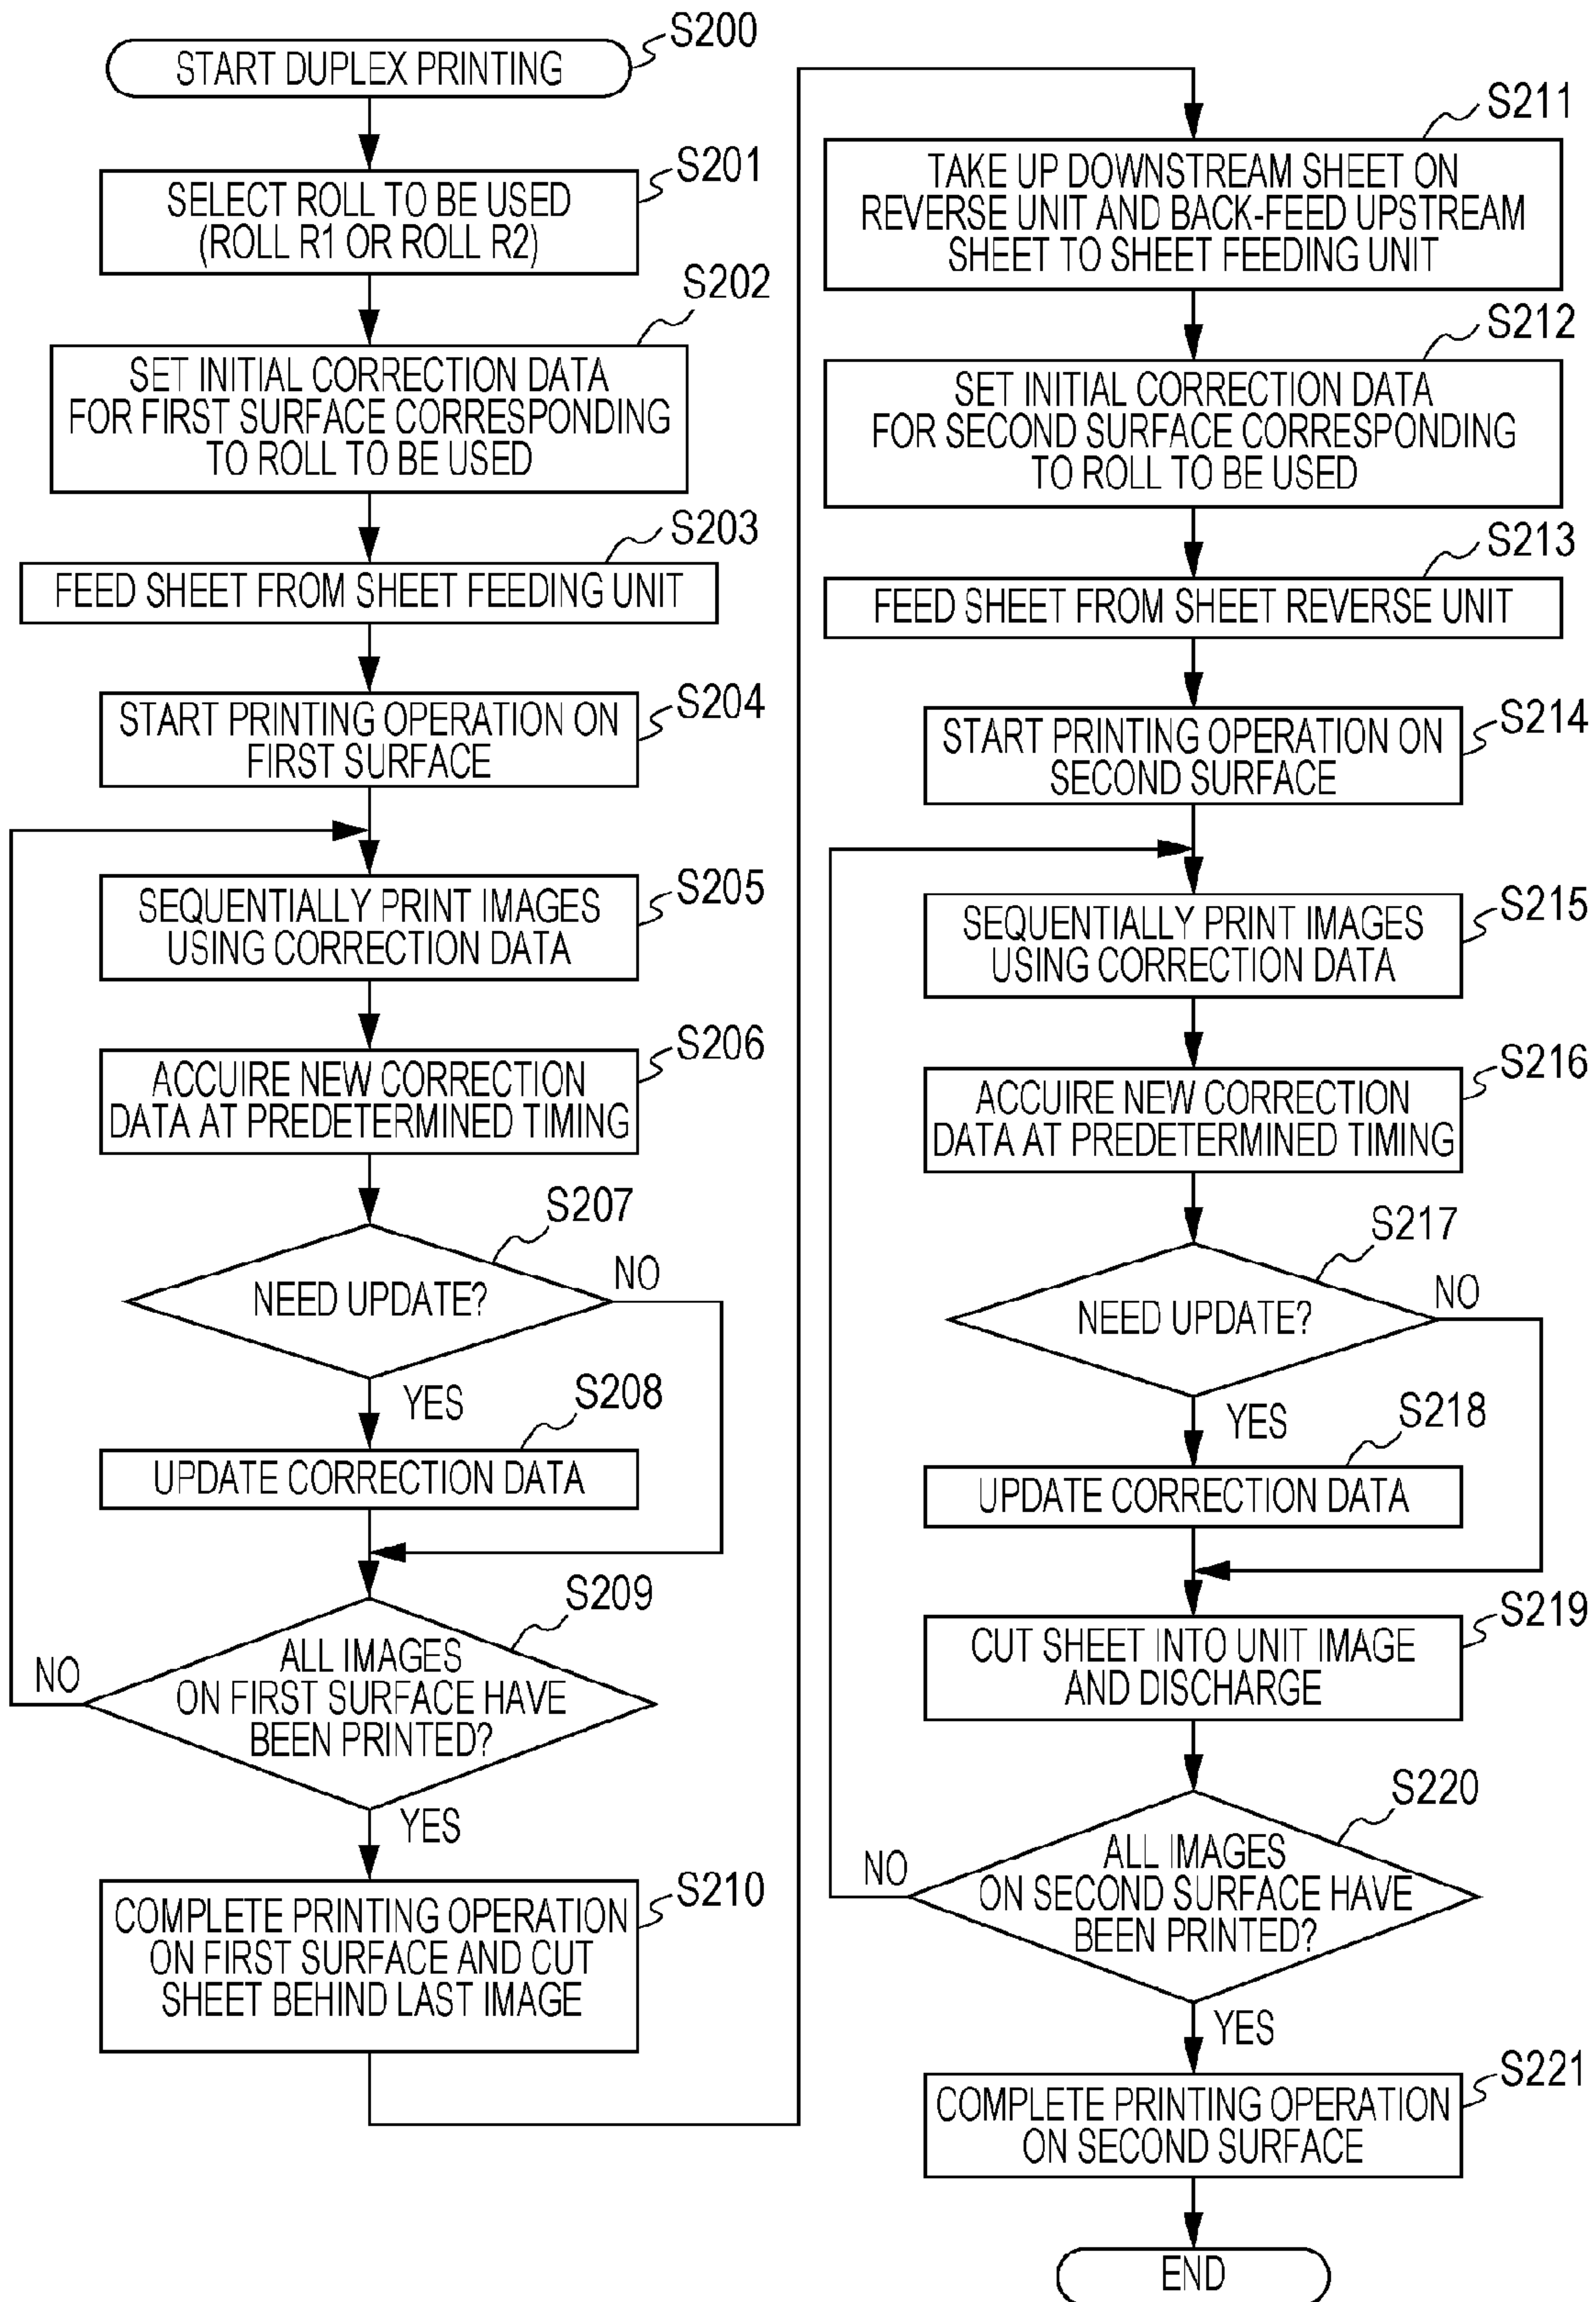 START DUPLEX PRINTING
S200
SELECT ROLL TO BE USED
(ROLL R1 OR ROLL R2)
S201
SET INITIAL CORRECTION DATA
FOR FIRST SURFACE CORRESPONDING
TO ROLL TO BE USED
S202
FEED SHEET FROM SHEET FEEDING UNIT
S203
START PRINTING OPERATION ON
FIRST SURFACE
S204
SEQUENTIALLY PRINT IMAGES
USING CORRECTION DATA
S205
ACCUIRE NEW CORRECTION
DATA AT PREDETERMINED TIMING
S206
NEED UPDATE?
S207
NO
YES
UPDATE CORRECTION DATA
S208
ALL IMAGES
ON FIRST SURFACE HAVE
BEEN PRINTED?
S209
NO
YES
COMPLETE PRINTING OPERATION
ON FIRST SURFACE AND CUT
SHEET BEHIND LAST IMAGE
S210
TAKE UP DOWNSTREAM SHEET ON
REVERSE UNIT AND BACK-FEED UPSTREAM
SHEET TO SHEET FEEDING UNIT
S211
SET INITIAL CORRECTION DATA
FOR SECOND SURFACE CORRESPONDING
TO ROLL TO BE USED
S212
FEED SHEET FROM SHEET REVERSE UNIT
S213
START PRINTING OPERATION ON
SECOND SURFACE
S214
SEQUENTIALLY PRINT IMAGES
USING CORRECTION DATA
S215
ACCUIRE NEW CORRECTION
DATA AT PREDETERMINED TIMING
S216
NEED UPDATE?
S217
NO
YES
UPDATE CORRECTION DATA
S218
CUT SHEET INTO UNIT IMAGE
AND DISCHARGE
S219
ALL IMAGES
ON SECOND SURFACE HAVE
BEEN PRINTED?
S220
NO
YES
COMPLETE PRINTING OPERATION
ON SECOND SURFACE
S221
END